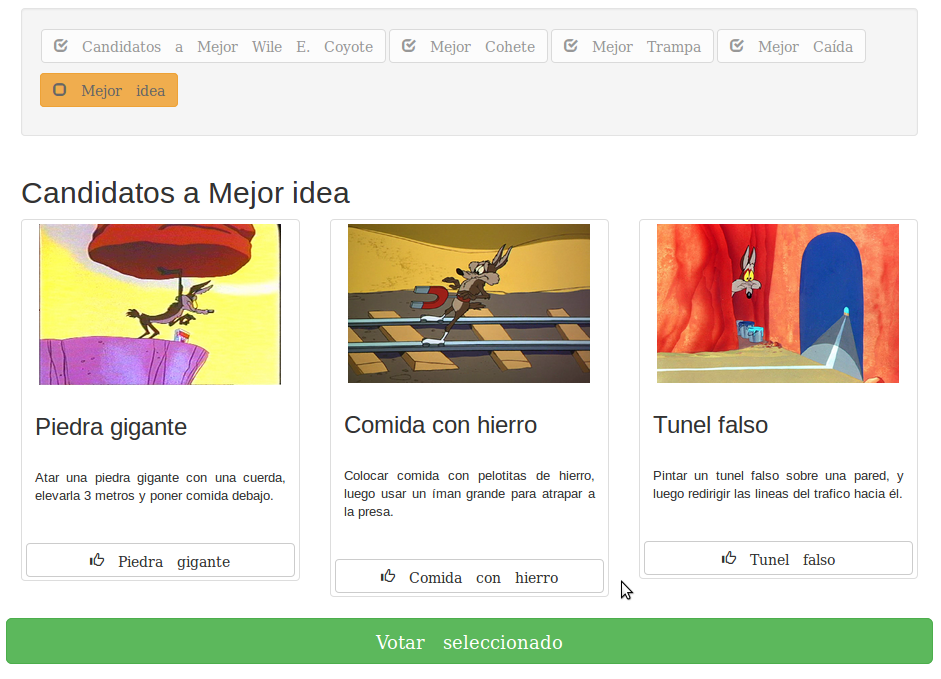 Candidatos a Mejor Wile E. Coyote
Mejor Cohete
Mejor Trampa
Mejor Caída
Mejor idea
Candidatos a Mejor idea
Piedra gigante
Atar una piedra gigante con una cuerda,
elevarla 3 metros y poner comida debajo.
Piedra gigante
Comida con hierro
Colocar comida con pelotitas de hierro,
luego usar un íman grande para atrapar a
la presa.
Comida con hierro
Tunel falso
Pintar un tunel falso sobre una pared, y
luego redirigir las lineas del trafico hacia él.
Tunel falso
Votar seleccionado